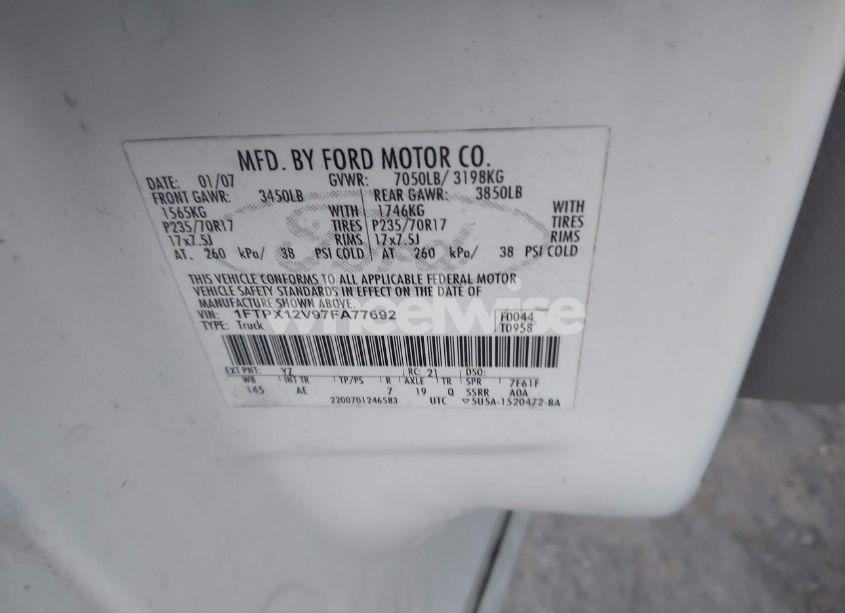 MFD. BY FORD MOTOR CO.
DATE: 01/07 GVWR: 7050LB/ 3198KG
FRONT GAWR: 3450LB REAR GAWR: 3850LB
1565KG WITH 1746KG WITH
P235/70R17 TIRES P235/70R17 TIRES
17x7.5J RIMS 17x7.5J RIMS
AT. 260 kPa/ 38 PSI COLD AT 260 kPa/ 38 PSI COLD
THIS VEHICLE CONFORMS TO ALL APPLICABLE FEDERAL MOTOR
VEHICLE SAFETY STANDARDS IN EFFECT ON THE DATE OF
MANUFACTURE SHOWN ABOVE.
VIN: 1FTPX12V97FA77692 F0044
TYPE: Truck T0958
EXT PNT: YZ RC: 21 DSO:
WB INT TR TP/PS R AXLE TR SPR 7F61F
145 AE 7 19 Q SSRR A0A
2200701246583 UTC 5U5A-1520472-BA
Ford
wheelwise